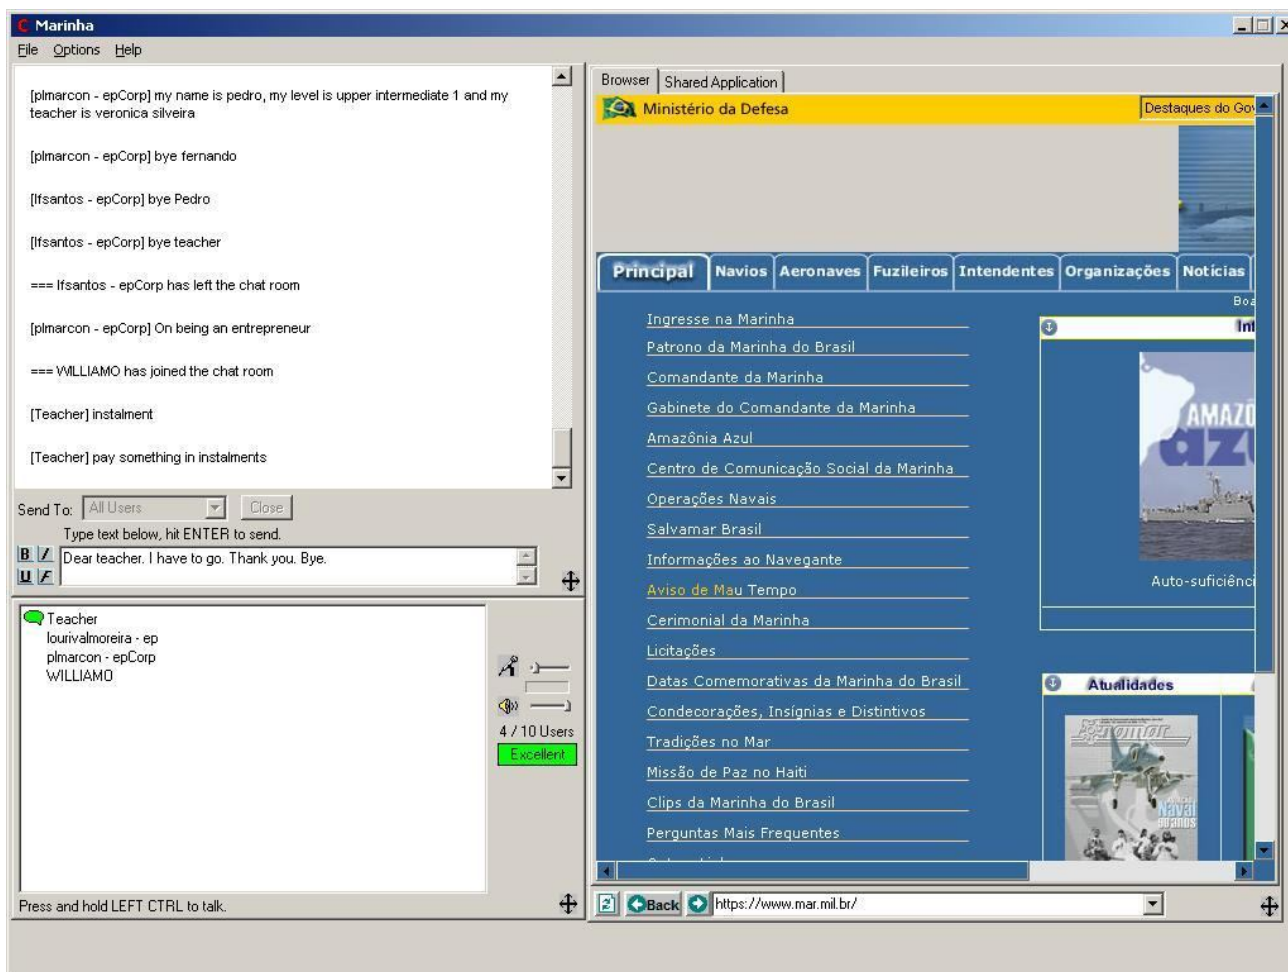 C Marinha
File Options Help
[plmarcon - epCorp] my name is pedro, my level is upper intermediate 1 and my
teacher is veronica silveira
[plmarcon - epCorp] bye fernando
[lfsantos - epCorp] bye Pedro
[lfsantos - epCorp] bye teacher
=== lfsantos - epCorp has left the chat room
[plmarcon - epCorp] On being an entrepreneur
=== WILLIAMO has joined the chat room
[Teacher] instalment
[Teacher] pay something in instalments
Send To: All Users Close
Type text below, hit ENTER to send.
B I
Dear teacher. I have to go. Thank you. Bye.
U F
Teacher
lourivalmoreira - ep
plmarcon - epCorp
WILLIAMO
4 / 10 Users
Excellent
Press and hold LEFT CTRL to talk.
Browser Shared Application
Ministério da Defesa
Destaques do Gov
Principal Navios Aeronaves Fuzileiros Intendentes Organizações Notícias
Boa
Ingresse na Marinha
Patrono da Marinha do Brasil
Comandante da Marinha
Gabinete do Comandante da Marinha
Amazônia Azul
Centro de Comunicação Social da Marinha
Operações Navais
Salvamar Brasil
Informações ao Navegante
Aviso de Mau Tempo
Cerimonial da Marinha
Licitações
Datas Comemorativas da Marinha do Brasil
Condecorações, Insígnias e Distintivos
Tradições no Mar
Missão de Paz no Haiti
Clips da Marinha do Brasil
Perguntas Mais Frequentes
Int
AMAZÔ
azu
Auto-suficiênci
Atualidades
nomar
Naval
90 anos
Back
https://www.mar.mil.br/